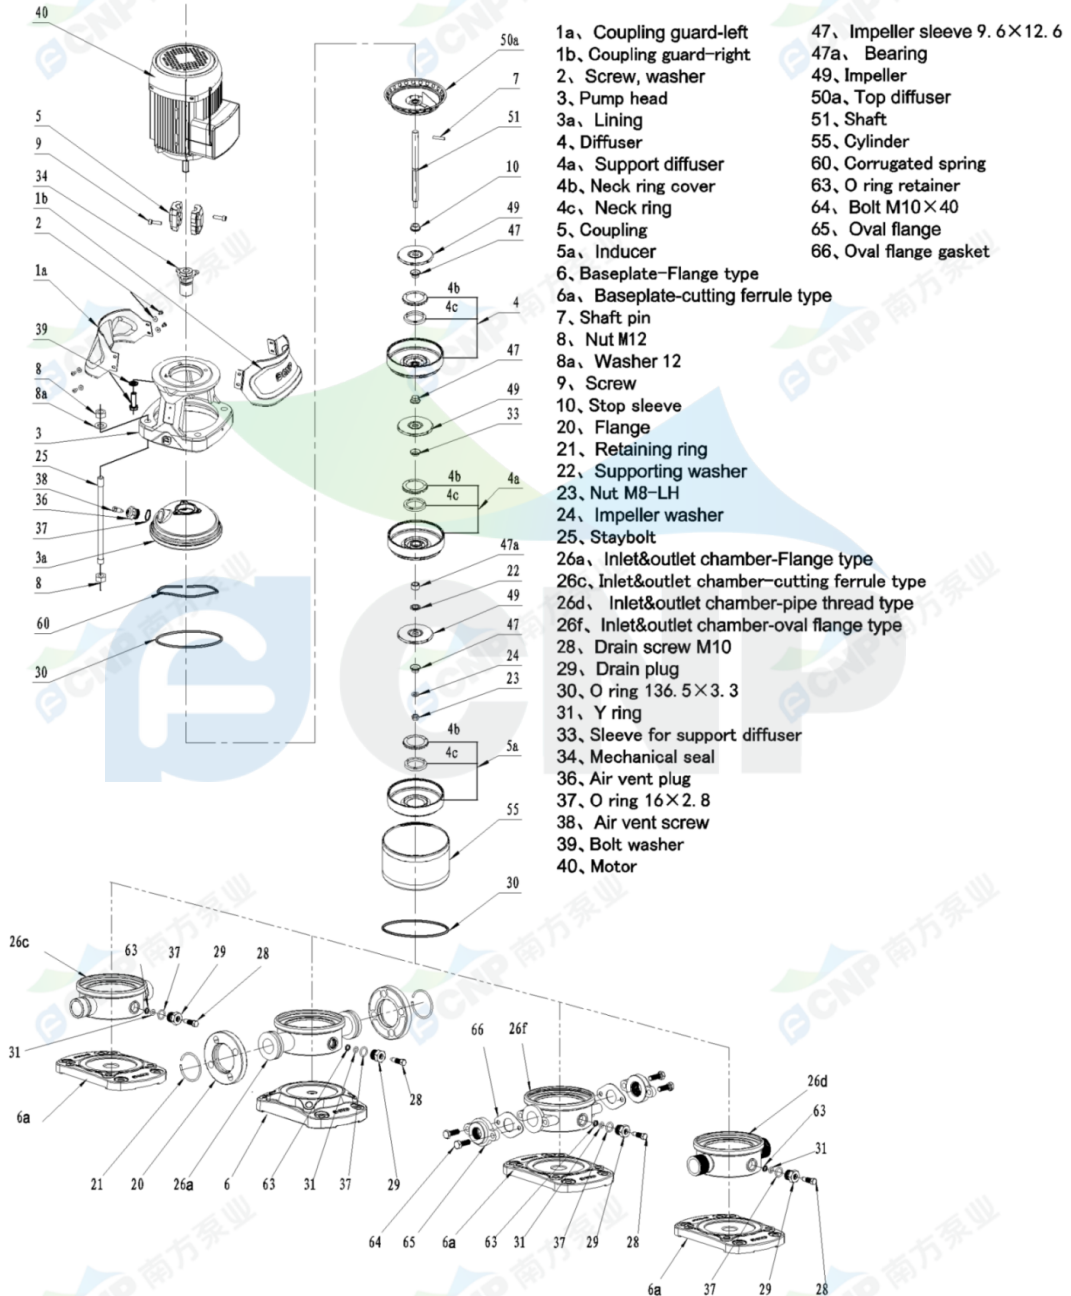 40
5
9
34
1b
2
1a
39
8
8a
3
25
38
36
37
3a
8
60
30
50a
7
51
10
49
47
4b
4c
4
47
49
33
4b
4c
4a
47a
22
49
47
24
23
4b
4c
5a
55
30
1a、Coupling guard-left
1b、Coupling guard-right
2、Screw, washer
3、Pump head
3a、Lining
4、Diffuser
4a、Support diffuser
4b、Neck ring cover
4c、Neck ring
5、Coupling
5a、Inducer
6、Baseplate-Flange type
6a、Baseplate-cutting ferrule type
7、Shaft pin
8、Nut M12
8a、Washer 12
9、Screw
10、Stop sleeve
20、Flange
21、Retaining ring
22、Supporting washer
23、Nut M8-LH
24、Impeller washer
25、Staybolt
26a、Inlet&outlet chamber-Flange type
26c、Inlet&outlet chamber-cutting ferrule type
26d、Inlet&outlet chamber-pipe thread type
26f、Inlet&outlet chamber-oval flange type
28、Drain screw M10
29、Drain plug
30、O ring 136.5×3.3
31、Y ring
33、Sleeve for support diffuser
34、Mechanical seal
36、Air vent plug
37、O ring 16×2.8
38、Air vent screw
39、Bolt washer
40、Motor
47、Impeller sleeve 9.6×12.6
47a、Bearing
49、Impeller
50a、Top diffuser
51、Shaft
55、Cylinder
60、Corrugated spring
63、O ring retainer
64、Bolt M10×40
65、Oval flange
66、Oval flange gasket
26c
63
37
29
28
31
6a
21
20
26a
6
63
31
37
29
28
66
26f
64
65
6a
63
31
37
29
28
26d
63
31
6a
37
29
28
CNP
CNP 南方泵业